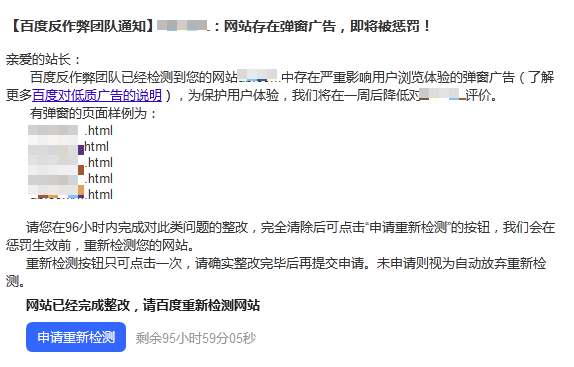 【百度反作弊团队通知】：网站存在弹窗广告，即将被惩罚！
亲爱的站长：
百度反作弊团队已经检测到您的网站中存在严重影响用户浏览体验的弹窗广告（了解
更多百度对低质广告的说明），为保护用户体验，我们将在一周后降低对评价。
有弹窗的页面样例为：
.html
html
.html
.html
.html
请您在96小时内完成对此类问题的整改，完全清除后可点击“申请重新检测”的按钮，我们会在
惩罚生效前，重新检测您的网站。
重新检测按钮只可点击一次，请确实整改完毕后再提交申请。未申请则视为自动放弃重新检
测。
网站已经完成整改，请百度重新检测网站
申请重新检测 剩余95小时59分05秒